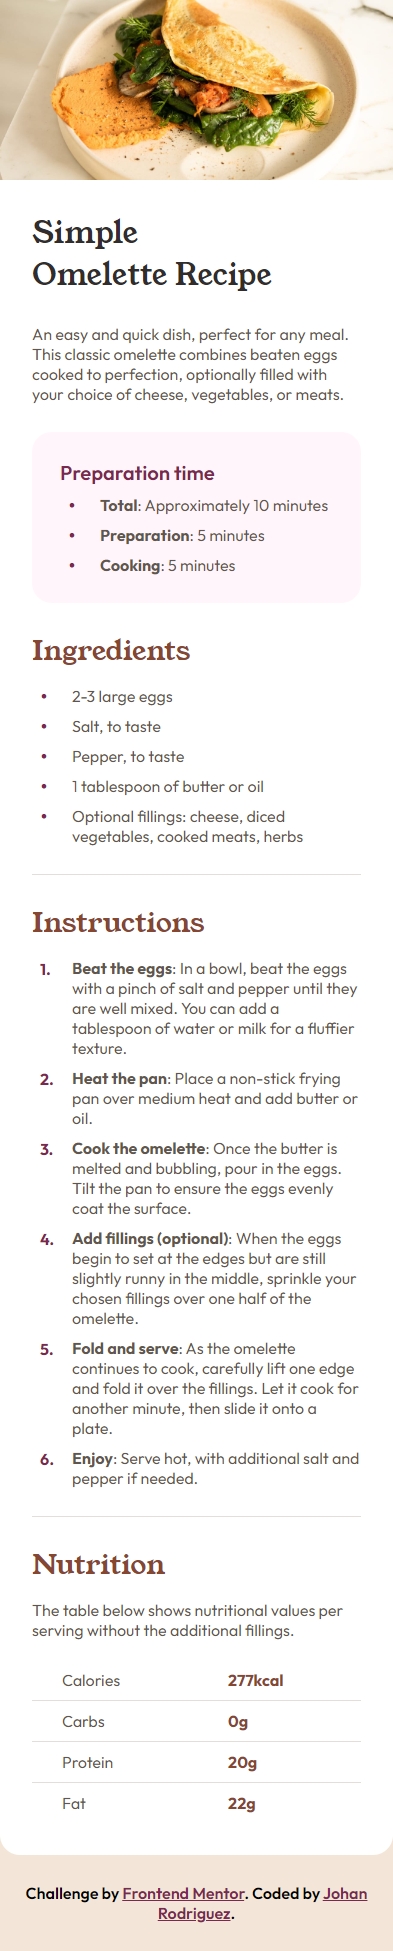 Simple
Omelette Recipe
An easy and quick dish, perfect for any meal.
This classic omelette combines beaten eggs
cooked to perfection, optionally filled with
your choice of cheese, vegetables, or meats.
Preparation time
• Total: Approximately 10 minutes
• Preparation: 5 minutes
• Cooking: 5 minutes
Ingredients
• 2-3 large eggs
• Salt, to taste
• Pepper, to taste
• 1 tablespoon of butter or oil
• Optional fillings: cheese, diced
vegetables, cooked meats, herbs
Instructions
1. Beat the eggs: In a bowl, beat the eggs
with a pinch of salt and pepper until they
are well mixed. You can add a
tablespoon of water or milk for a fluffier
texture.
2. Heat the pan: Place a non-stick frying
pan over medium heat and add butter or
oil.
3. Cook the omelette: Once the butter is
melted and bubbling, pour in the eggs.
Tilt the pan to ensure the eggs evenly
coat the surface.
4. Add fillings (optional): When the eggs
begin to set at the edges but are still
slightly runny in the middle, sprinkle your
chosen fillings over one half of the
omelette.
5. Fold and serve: As the omelette
continues to cook, carefully lift one edge
and fold it over the fillings. Let it cook for
another minute, then slide it onto a
plate.
6. Enjoy: Serve hot, with additional salt and
pepper if needed.
Nutrition
The table below shows nutritional values per
serving without the additional fillings.
Calories 277kcal
Carbs 0g
Protein 20g
Fat 22g
Challenge by Frontend Mentor. Coded by Johan
Rodriguez.